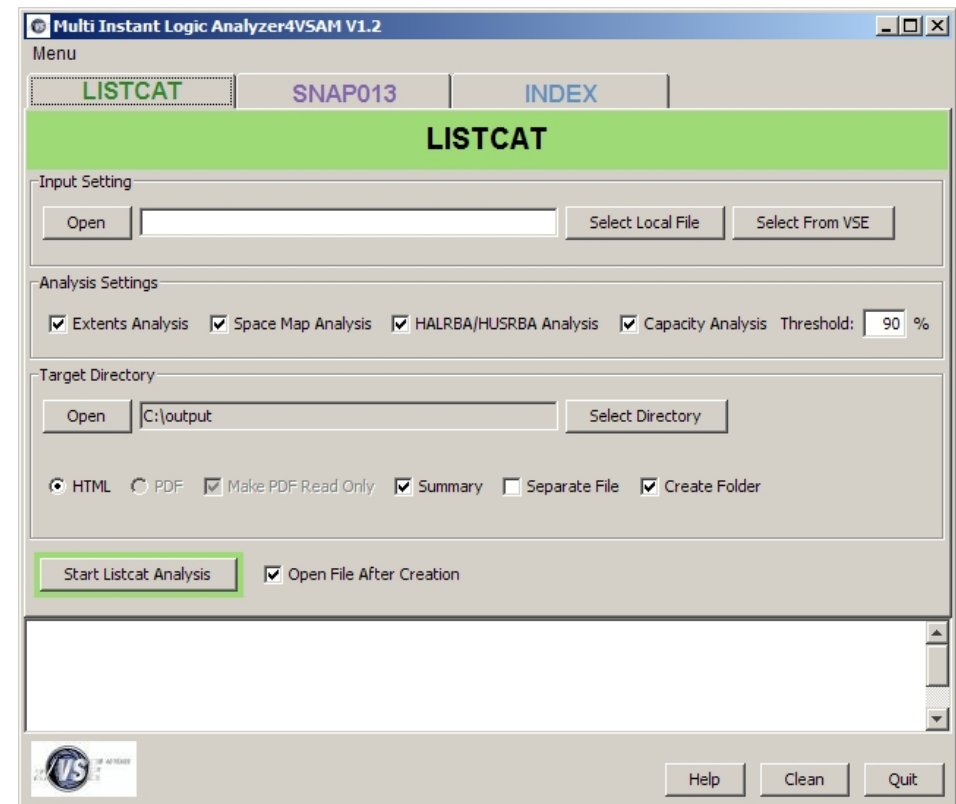 Multi Instant Logic Analyzer4VSAM V1.2
Menu
LISTCAT SNAP013 INDEX
LISTCAT
Input Setting
Open Select Local File Select From VSE
Analysis Settings
Extents Analysis Space Map Analysis HALRBA/HUSRBA Analysis Capacity Analysis Threshold: 90 %
Target Directory
Open C:\output Select Directory
HTML PDF Make PDF Read Only Summary Separate File Create Folder
Start Listcat Analysis Open File After Creation
VS
Help Clean Quit